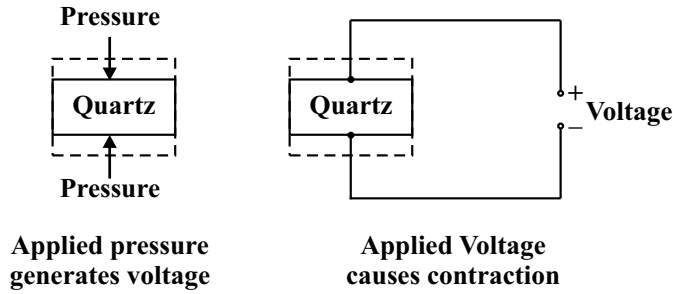 Pressure
Quartz
Pressure
Applied pressure
generates voltage
Quartz
+
Voltage
−
Applied Voltage
causes contraction